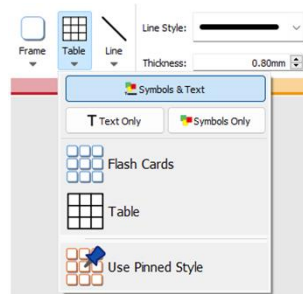 Frame
Table
Line
Line Style:
Thickness:
0.80mm
Symbols & Text
T Text Only
Symbols Only
Flash Cards
Table
Use Pinned Style